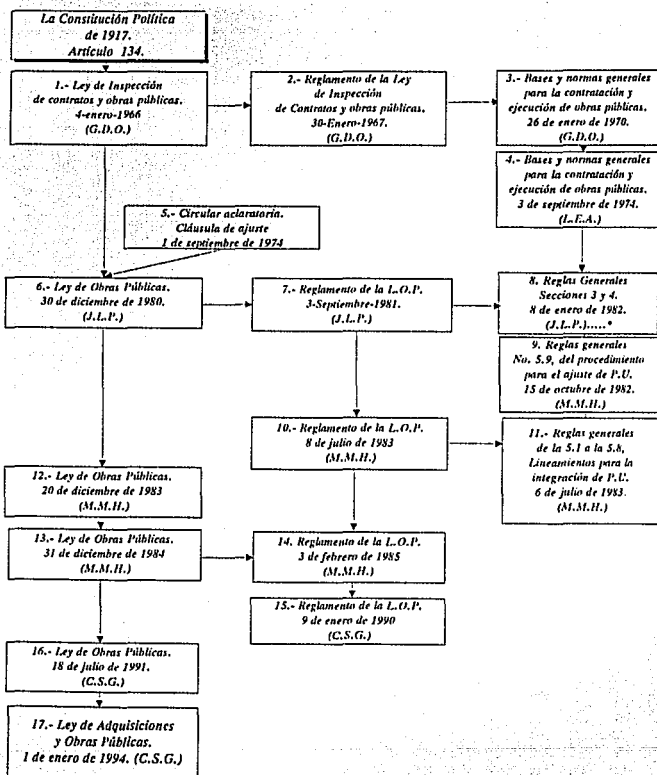 La Constitución Política
de 1917.
Artículo 134.
1.- Ley de Inspección
de contratos y obras públicas.
4-enero-1966
(G.D.O.)
2.- Reglamento de la Ley
de Inspección
de Contratos y obras públicas.
30-Enero-1967.
(G.D.O.)
3.- Bases y normas generales
para la contratación y
ejecución de obras públicas.
26 de enero de 1970.
(G.D.O.)
4.- Bases y normas generales
para la contratación y
ejecución de obras públicas.
3 de septiembre de 1974.
(L.E.A.)
5.- Circular aclaratoria.
Cláusula de ajuste
1 de septiembre de 1974
6.- Ley de Obras Públicas.
30 de diciembre de 1980.
(J.L.P.)
7.- Reglamento de la L.O.P.
3-Septiembre-1981.
(J.L.P.)
8. Reglas Generales
Secciones 3 y 4.
8 de enero de 1982.
(J.L.P.).....*
9. Reglas generales
No. 5.9, del procedimiento
para el ajuste de P.U.
15 de octubre de 1982.
(M.M.H.)
10.- Reglamento de la L.O.P.
8 de julio de 1983
(M.M.H.)
11.- Reglas generales
de la 5.1 a la 5.8,
Lineamientos para la
integración de P.U.
6 de julio de 1983.
(M.M.H.)
12.- Ley de Obras Públicas.
20 de diciembre de 1983
(M.M.H.)
13.- Ley de Obras Públicas.
31 de diciembre de 1984
(M.M.H.)
14. Reglamento de la L.O.P.
3 de febrero de 1985
(M.M.H.)
15.- Reglamento de la L.O.P.
9 de enero de 1990
(C.S.G.)
16.- Ley de Obras Públicas.
18 de julio de 1991.
(C.S.G.)
17.- Ley de Adquisiciones
y Obras Públicas.
1 de enero de 1994. (C.S.G.)